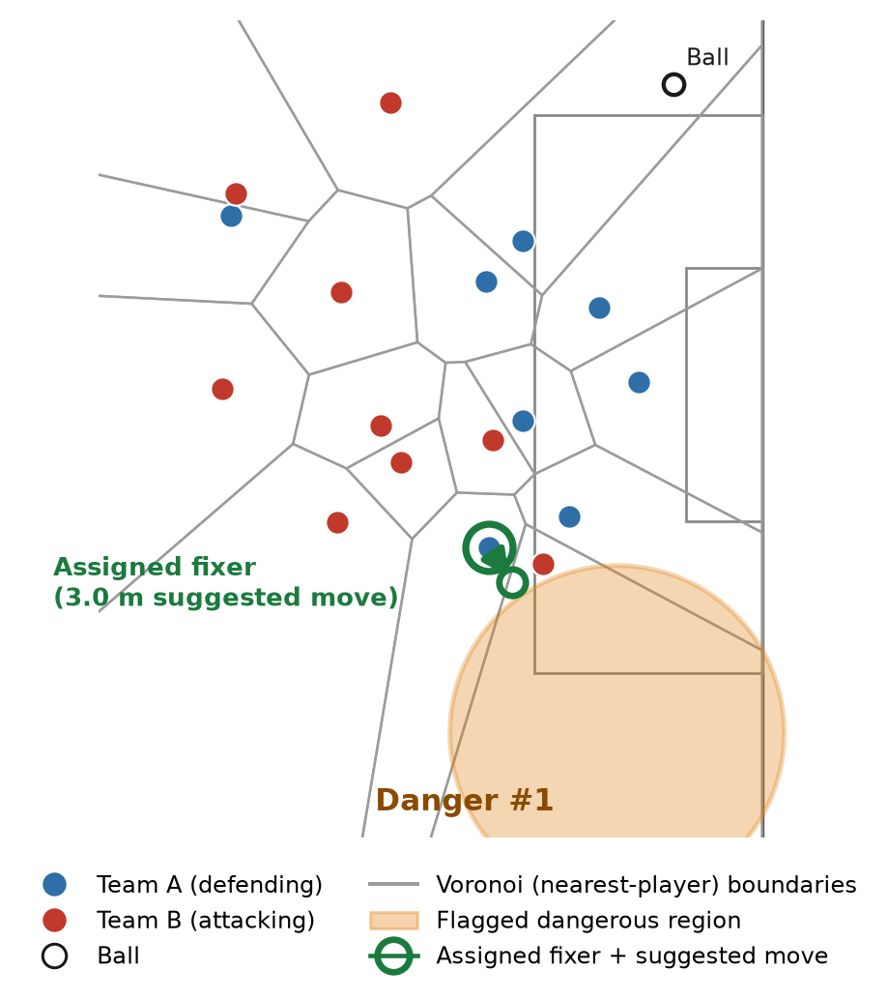 Ball
Assigned fixer
(3.0 m suggested move)
Danger #1
Team A (defending)
Team B (attacking)
Ball
Voronoi (nearest-player) boundaries
Flagged dangerous region
Assigned fixer + suggested move